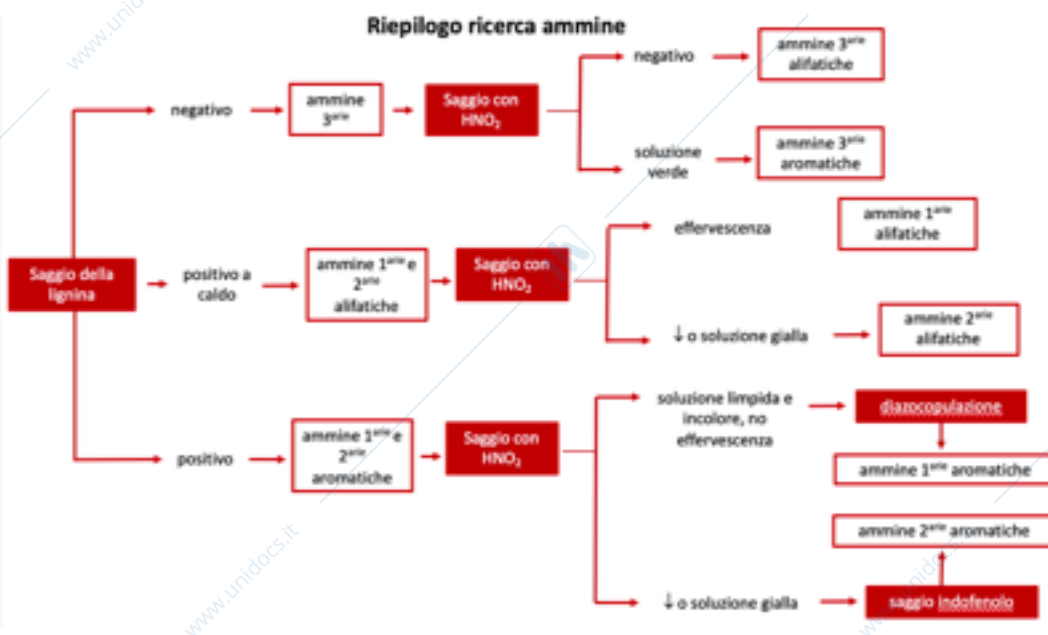 Riepilogo ricerca ammine
negativo
ammine 3arie
alifatiche
negativo
ammine
3arie
Saggio con
HNO2
soluzione
verde
ammine 3arie
aromatiche
effervescenza
ammine 1arie
alifatiche
Saggio della
lignina
positivo a
caldo
ammine 1arie e
2arie
alifatiche
Saggio con
HNO2
↓ o soluzione gialla
ammine 2arie
alifatiche
soluzione limpida e
incolore, no
effervescenza
diazocopulazione
ammine 1arie aromatiche
positivo
ammine 1arie e
2arie
aromatiche
Saggio con
HNO2
ammine 2arie aromatiche
↓ o soluzione gialla
saggio indofenolo
www.unidocs.it